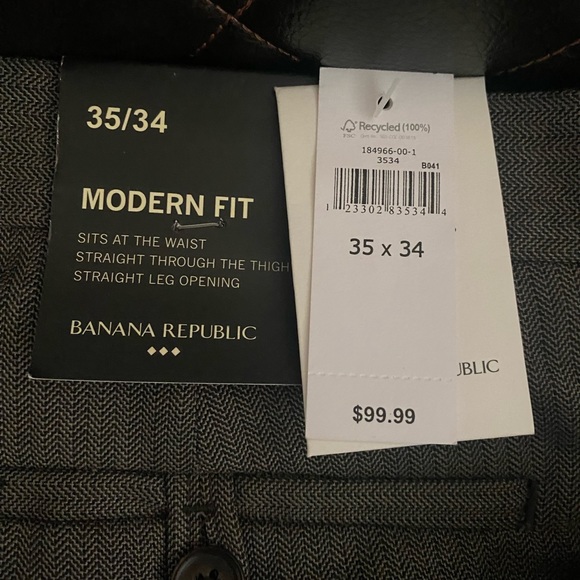 35/34
MODERN FIT
SITS AT THE WAIST
STRAIGHT THROUGH THE THIGH
STRAIGHT LEG OPENING
BANANA REPUBLIC
Recycled (100%)
184966-00-1
3534
B041
1 23302 83534 4
35 x 34
$99.99
UBLIC